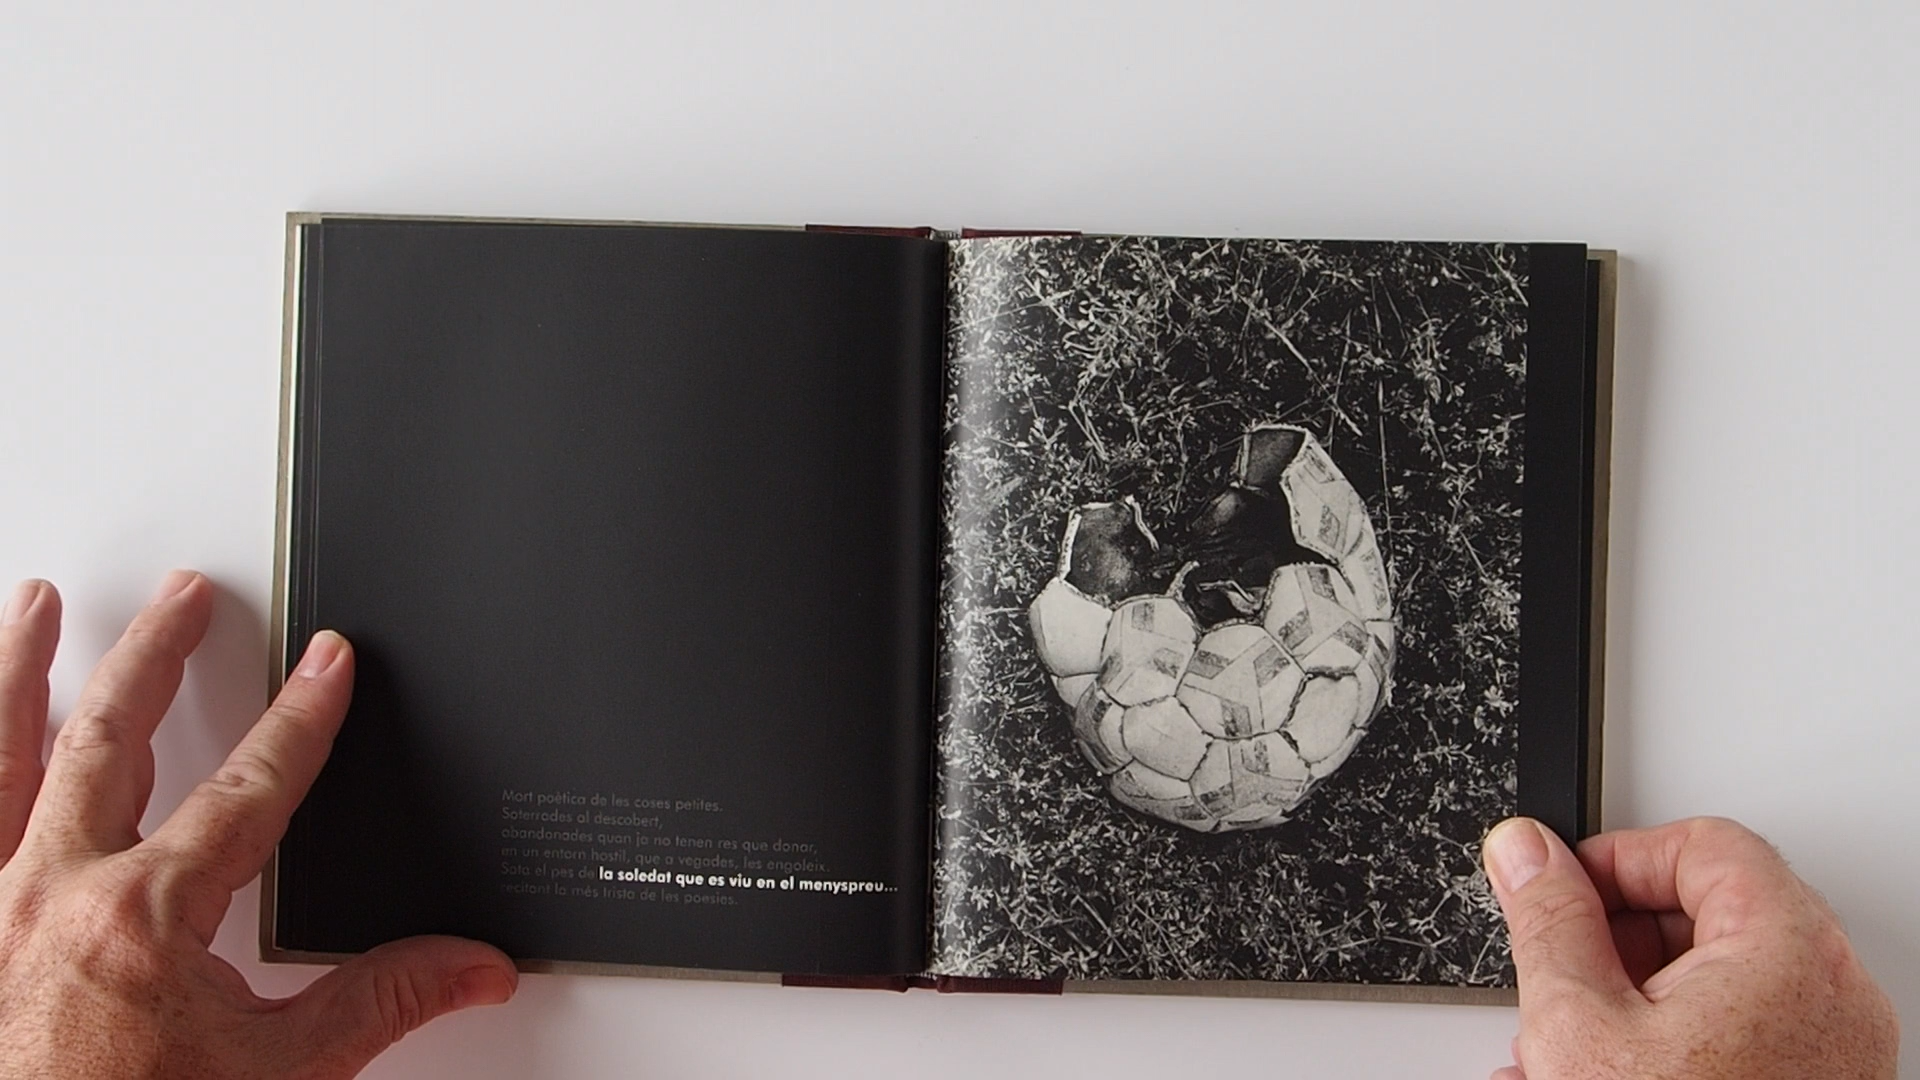 Mort poètica de les coses petites.
Soterrades al descobert,
abandonades quan ja no tenen res que donar,
en un entorn hostil, que a vegades, les engoleix.
Sota el pes de la soledat que es viu en el menyspreu...
recitant la més trista de les poesies.